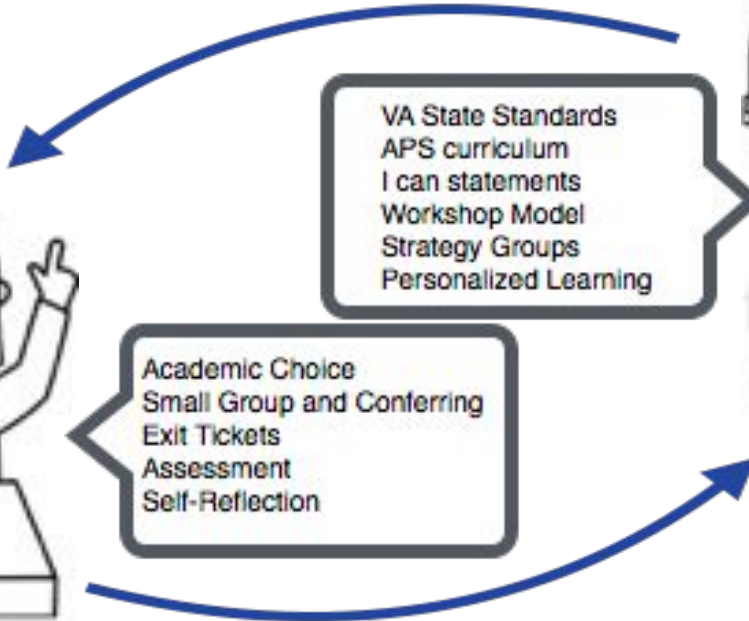 VA State Standards
APS curriculum
I can statements
Workshop Model
Strategy Groups
Personalized Learning
Academic Choice
Small Group and Conferring
Exit Tickets
Assessment
Self-Reflection